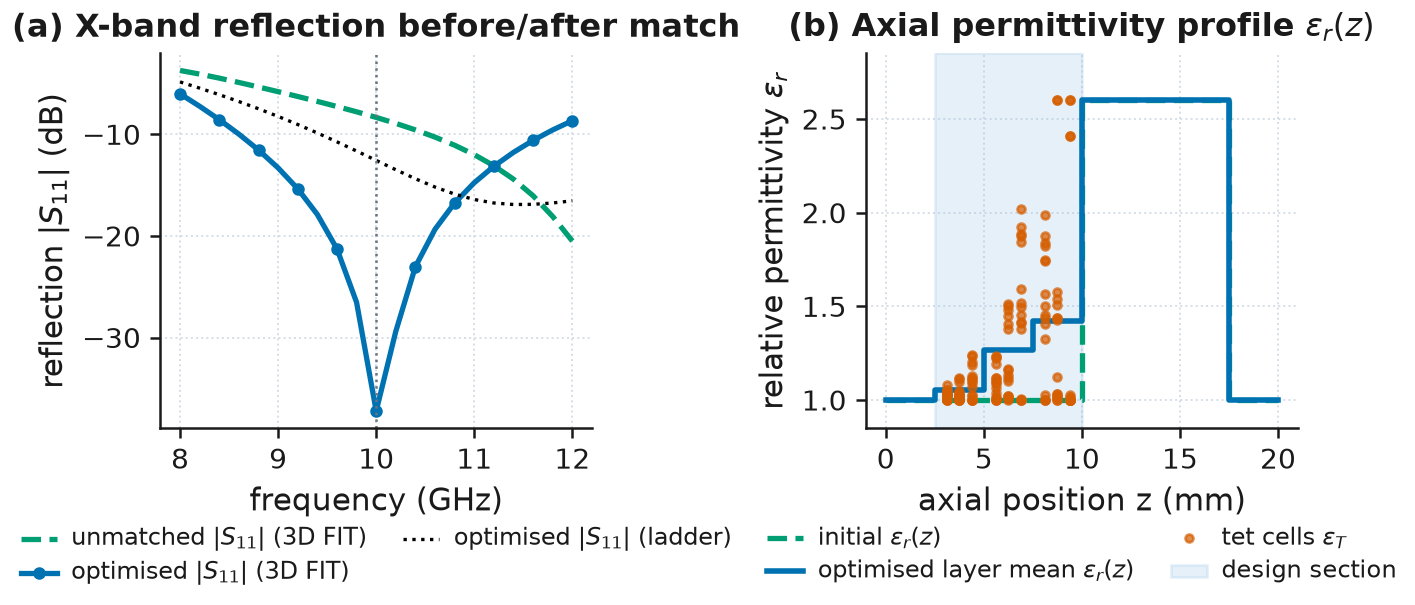 (a) X-band reflection before/after match
reflection |S₁₁| (dB)
−10
−20
−30
8 9 10 11 12
frequency (GHz)
unmatched |S₁₁| (3D FIT)
optimised |S₁₁| (ladder)
optimised |S₁₁| (3D FIT)
(b) Axial permittivity profile εᵣ(z)
relative permittivity εᵣ
2.5
2.0
1.5
1.0
0 5 10 15 20
axial position z (mm)
initial εᵣ(z)
tet cells ε_T
optimised layer mean εᵣ(z)
design section